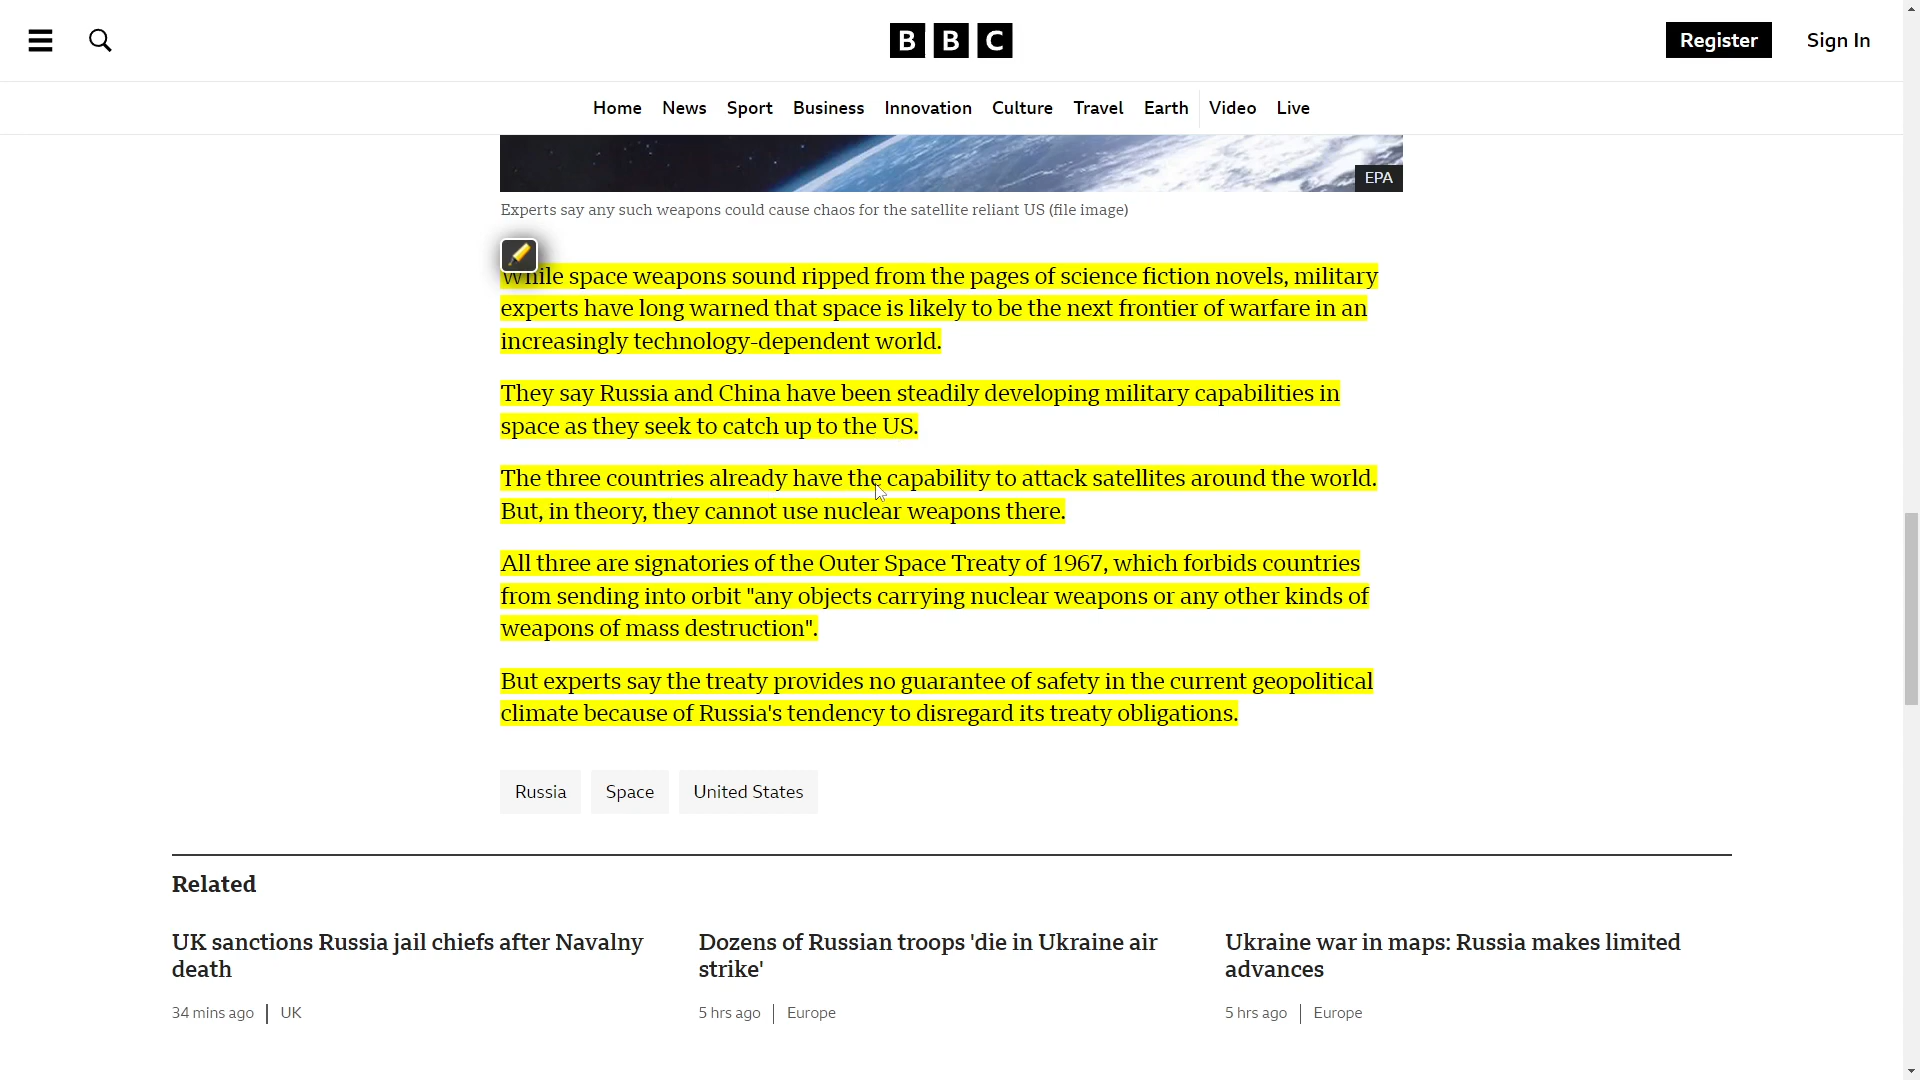 BBC
Register
Sign In
Home News Sport Business Innovation Culture Travel Earth Video Live
EPA
Experts say any such weapons could cause chaos for the satellite reliant US (file image)
While space weapons sound ripped from the pages of science fiction novels, military
experts have long warned that space is likely to be the next frontier of warfare in an
increasingly technology-dependent world.
They say Russia and China have been steadily developing military capabilities in
space as they seek to catch up to the US.
The three countries already have the capability to attack satellites around the world.
But, in theory, they cannot use nuclear weapons there.
All three are signatories of the Outer Space Treaty of 1967, which forbids countries
from sending into orbit "any objects carrying nuclear weapons or any other kinds of
weapons of mass destruction".
But experts say the treaty provides no guarantee of safety in the current geopolitical
climate because of Russia's tendency to disregard its treaty obligations.
Russia
Space
United States
Related
UK sanctions Russia jail chiefs after Navalny
death
34 mins ago | UK
Dozens of Russian troops 'die in Ukraine air
strike'
5 hrs ago | Europe
Ukraine war in maps: Russia makes limited
advances
5 hrs ago | Europe